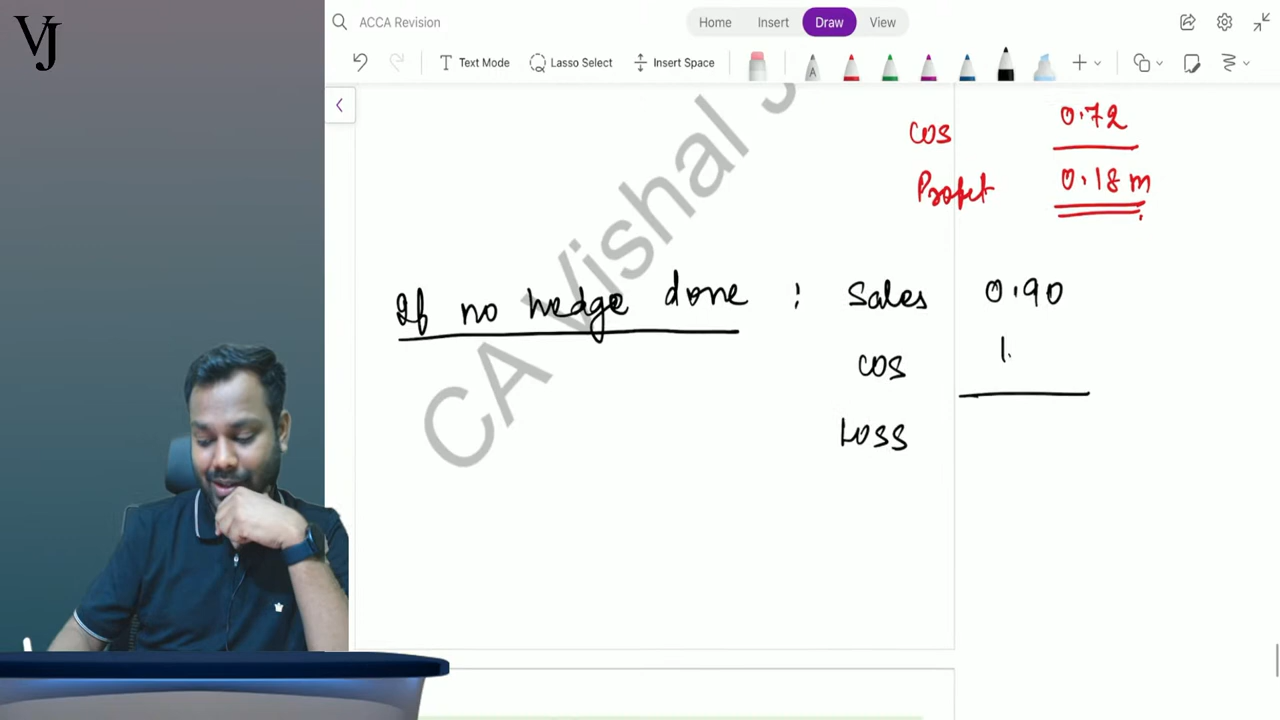 VJ
ACCA Revision
Home Insert Draw View
Text Mode Lasso Select Insert Space
COS 0.72
Profit 0.18 m
If no hedge done : Sales 0.90
COS 1.
Loss
CA Vishal J